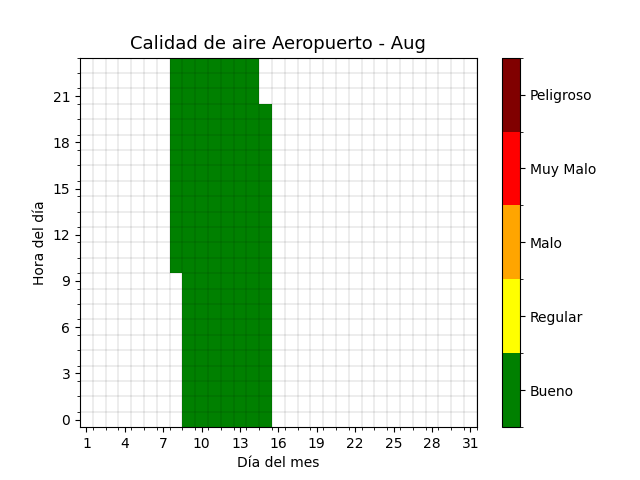 Calidad de aire Aeropuerto - Aug
Hora del día
21
18
15
12
9
6
3
0
1 4 7 10 13 16 19 22 25 28 31
Día del mes
Peligroso
Muy Malo
Malo
Regular
Bueno